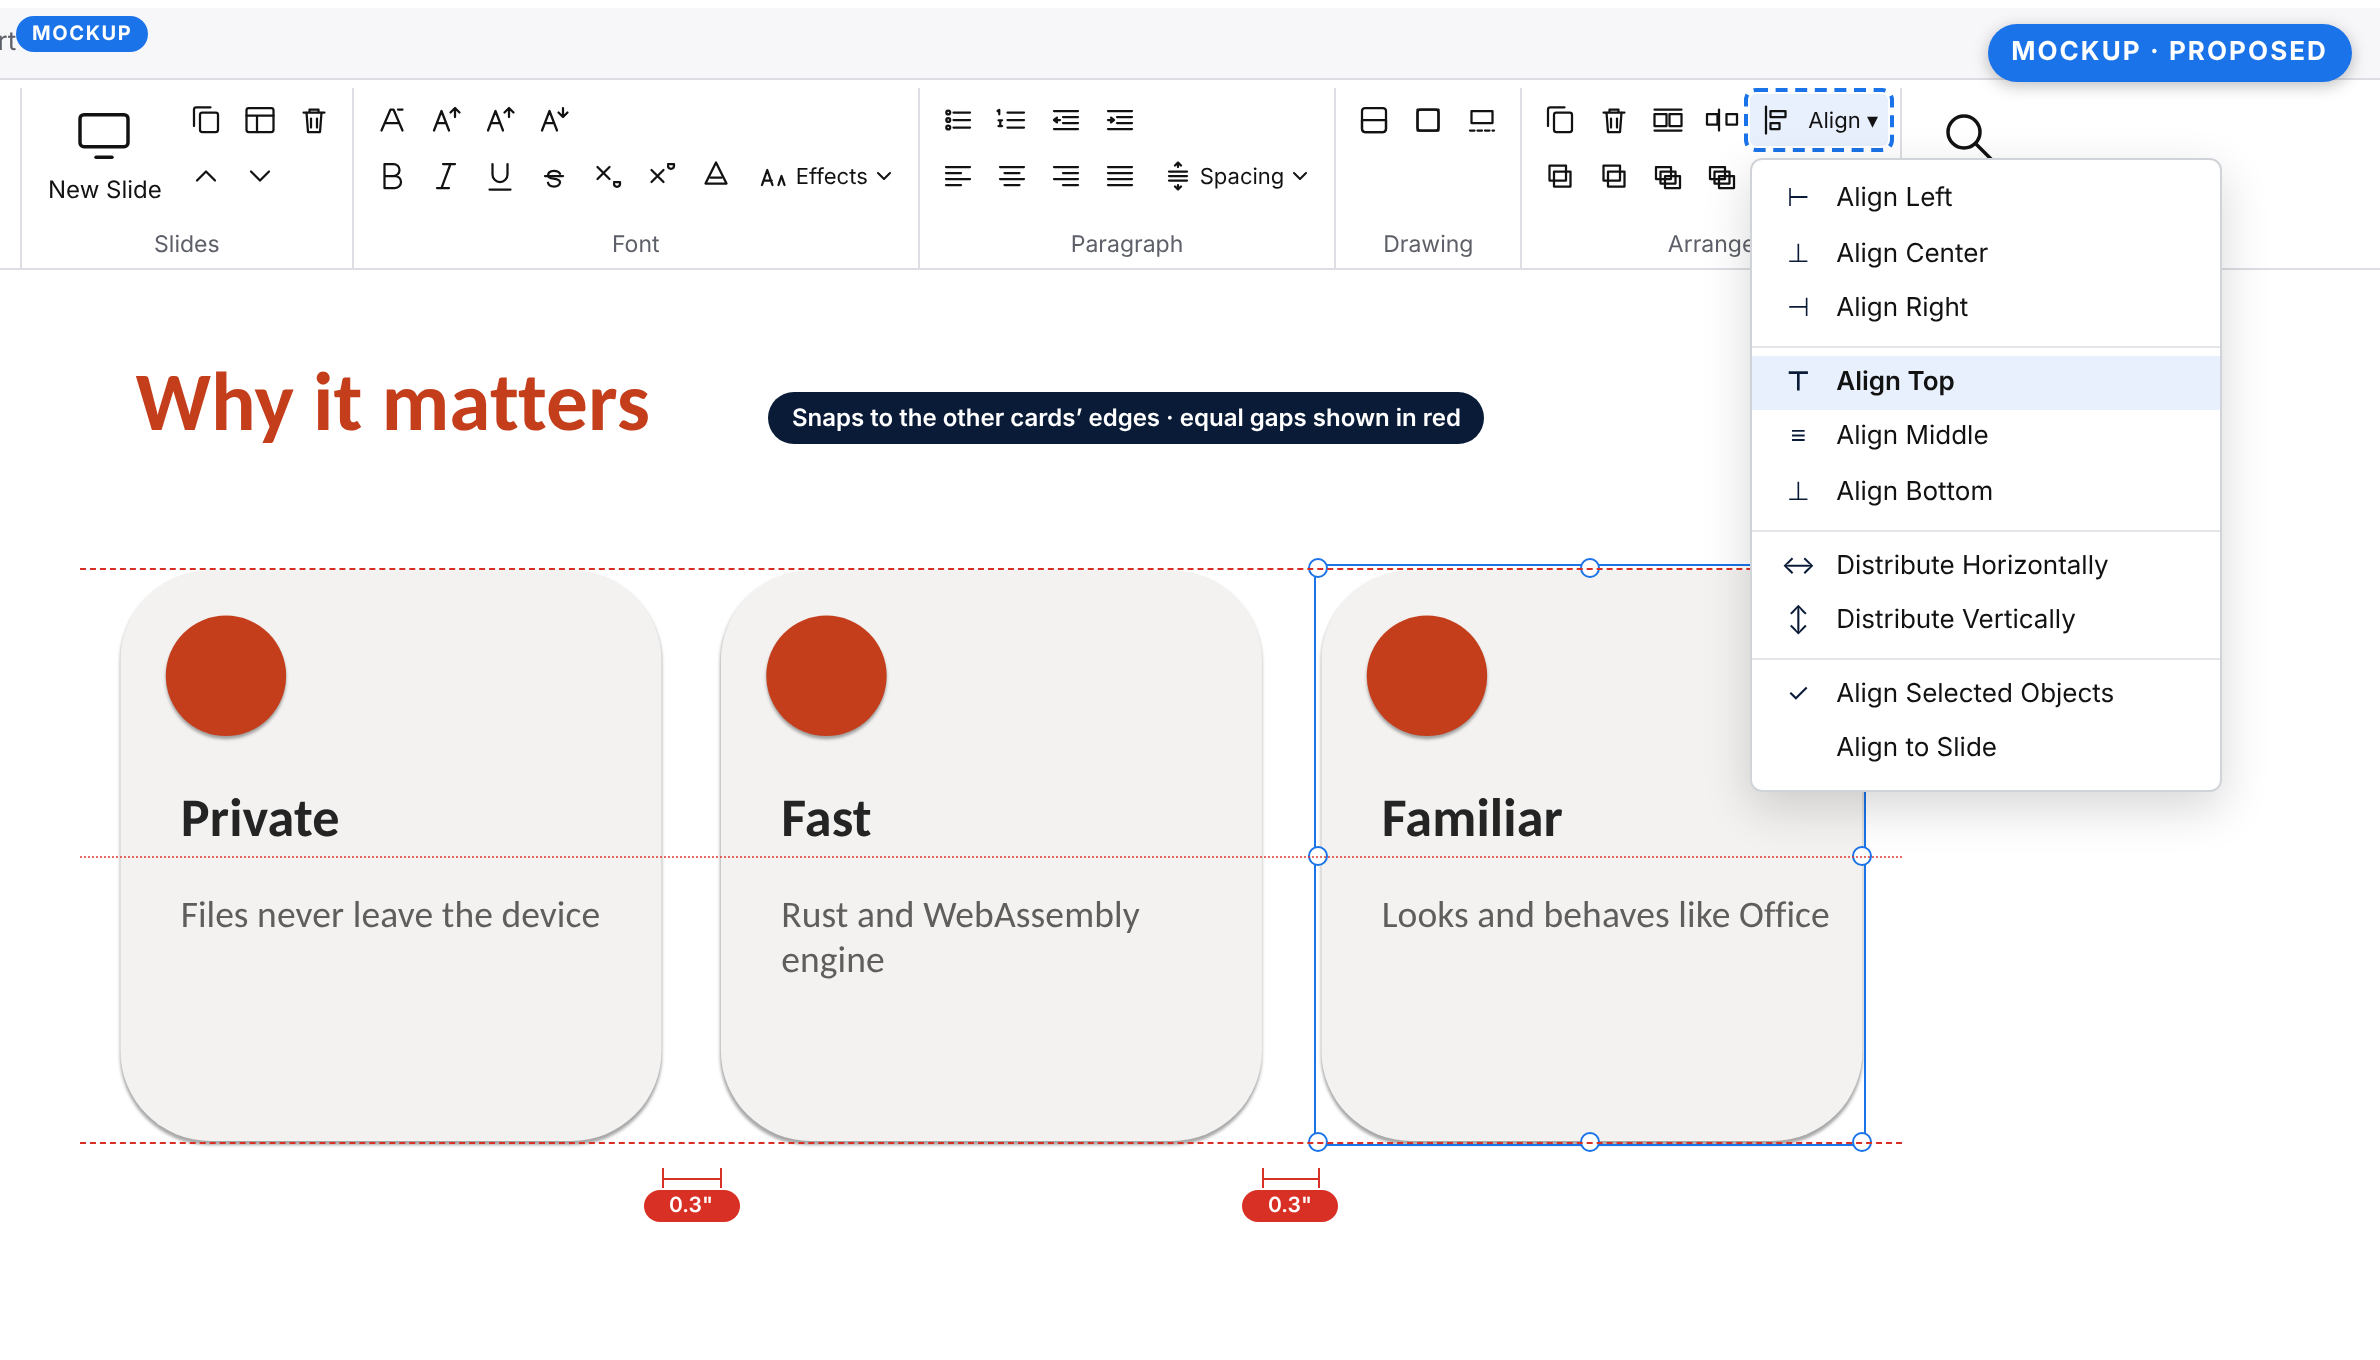 rt
MOCKUP
MOCKUP · PROPOSED
New Slide
Slides
Effects
Font
Spacing
Paragraph
Drawing
Align ▾
Arrange
Align Left
Align Center
Align Right
Align Top
Align Middle
Align Bottom
Distribute Horizontally
Distribute Vertically
Align Selected Objects
Align to Slide
Why it matters
Snaps to the other cards’ edges · equal gaps shown in red
Private
Files never leave the device
Fast
Rust and WebAssembly
engine
Familiar
Looks and behaves like Office
0.3"
0.3"